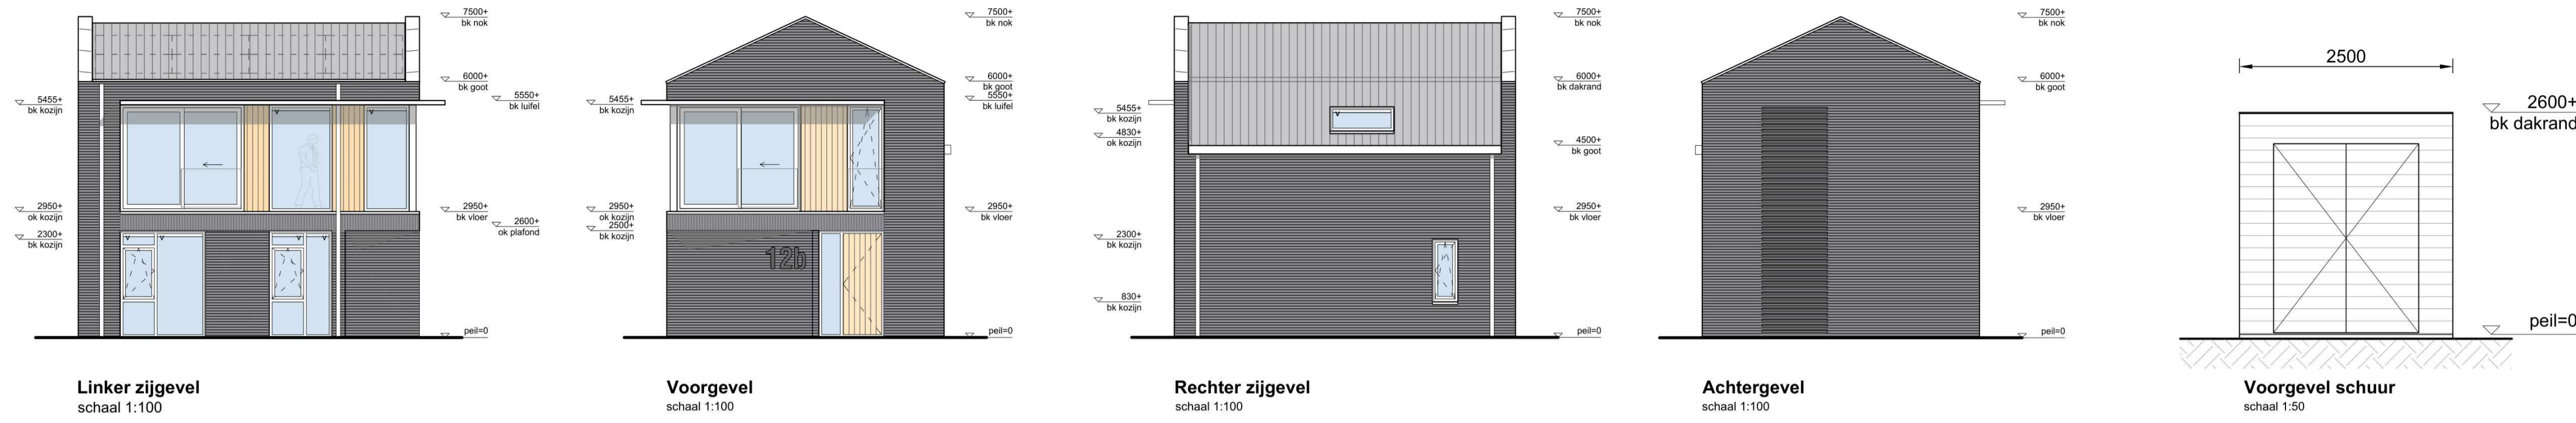 7500+
bk nok
6000+
bk goot
5550+
bk luifel
5455+
bk kozijn
2950+
ok kozijn
2950+
bk vloer
2600+
ok plafond
2300+
bk kozijn
peil=0
Linker zijgevel
schaal 1:100
7500+
bk nok
6000+
bk goot
5550+
bk luifel
5455+
bk kozijn
2950+
ok kozijn
2500+
bk kozijn
2950+
bk vloer
12b
peil=0
Voorgevel
schaal 1:100
7500+
bk nok
6000+
bk dakrand
5455+
bk kozijn
4830+
ok kozijn
4500+
bk goot
2950+
bk vloer
2300+
bk kozijn
830+
bk kozijn
peil=0
Rechter zijgevel
schaal 1:100
7500+
bk nok
6000+
bk goot
2950+
bk vloer
peil=0
Achtergevel
schaal 1:100
2500
2600+
bk dakrand
peil=0
Voorgevel schuur
schaal 1:50